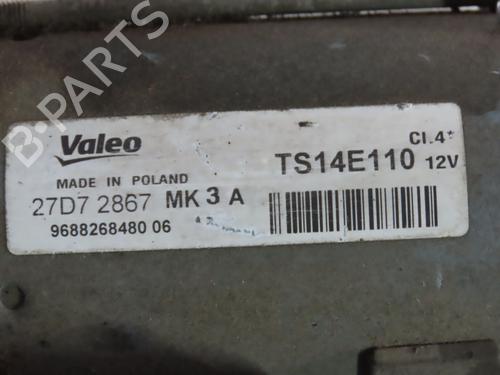 Valeo
MADE IN POLAND
27D7 2867 MK 3 A
9688268480 06
Cl.4*
TS14E110 12V
B-PARTS